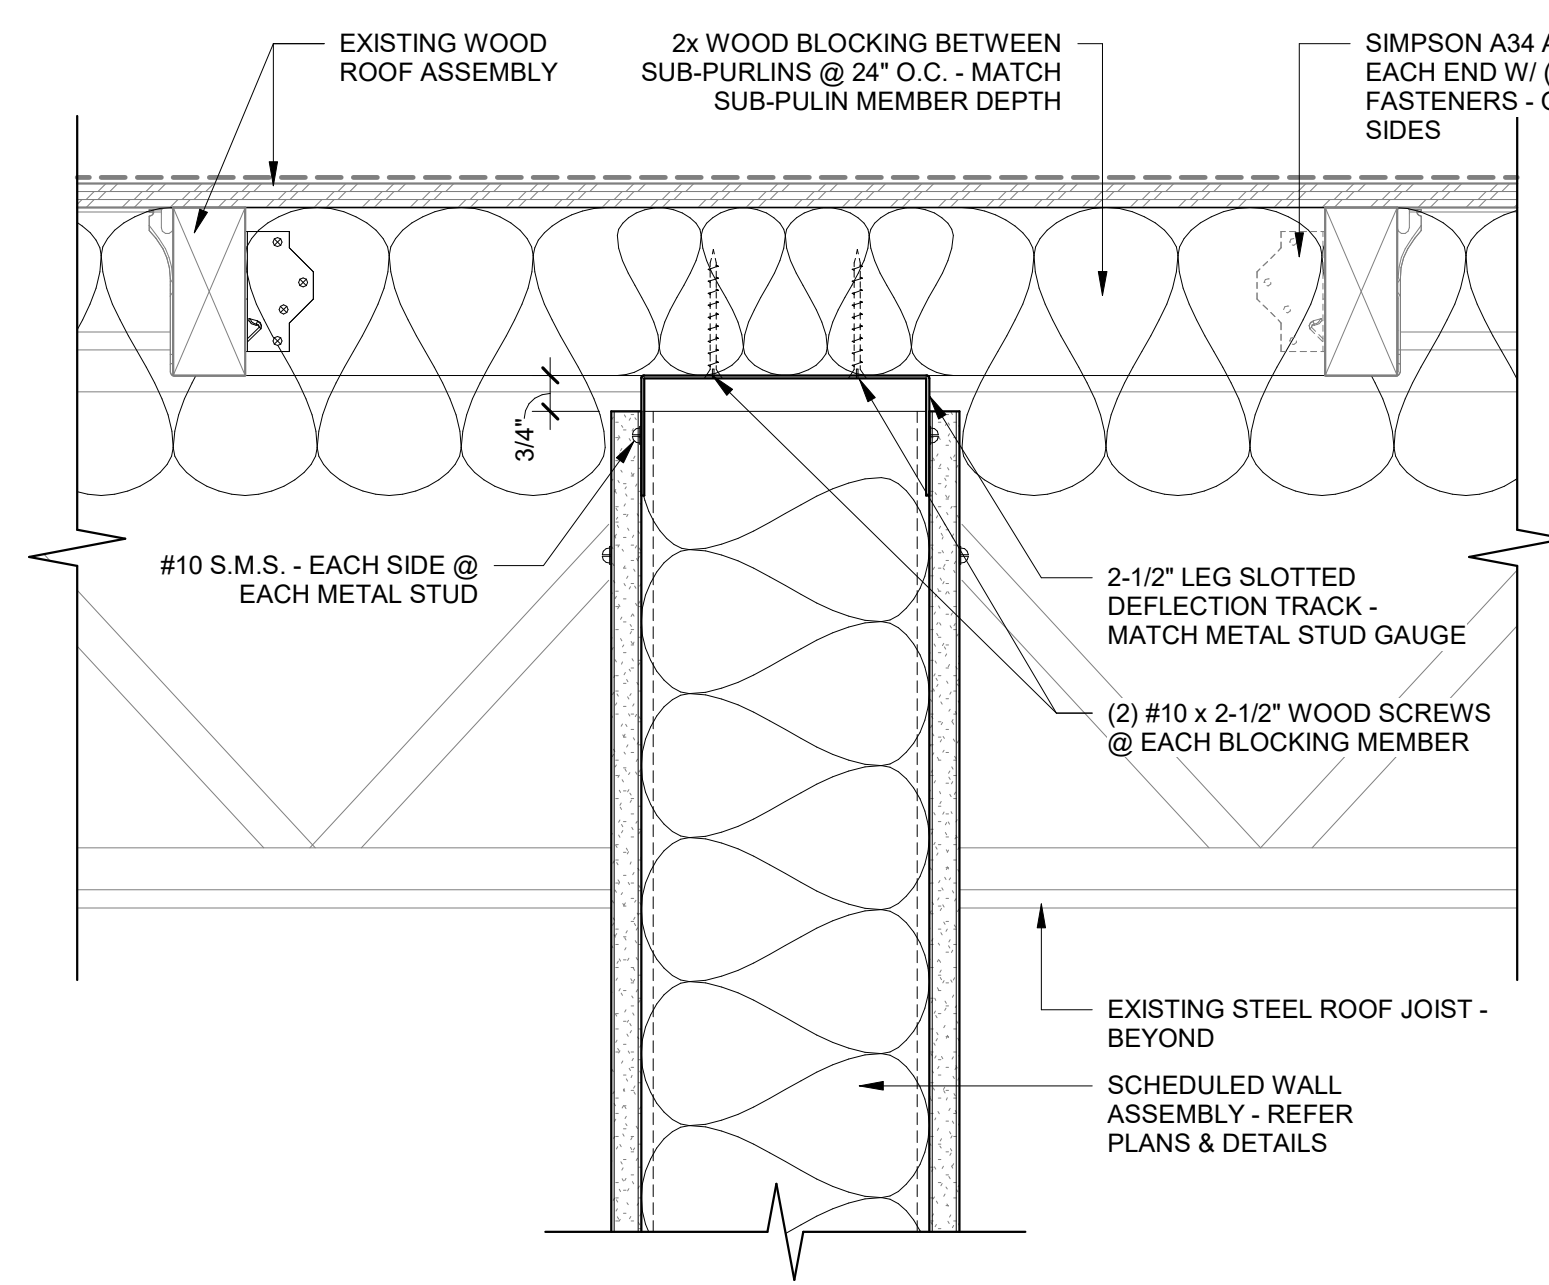 EXISTING WOOD
ROOF ASSEMBLY
2x WOOD BLOCKING BETWEEN
SUB-PURLINS @ 24" O.C. - MATCH
SUB-PULIN MEMBER DEPTH
SIMPSON A34
EACH END W/ (
FASTENERS -
SIDES
3/4"
#10 S.M.S. - EACH SIDE @
EACH METAL STUD
2-1/2" LEG SLOTTED
DEFLECTION TRACK -
MATCH METAL STUD GAUGE
(2) #10 x 2-1/2" WOOD SCREWS
@ EACH BLOCKING MEMBER
EXISTING STEEL ROOF JOIST -
BEYOND
SCHEDULED WALL
ASSEMBLY - REFER
PLANS & DETAILS